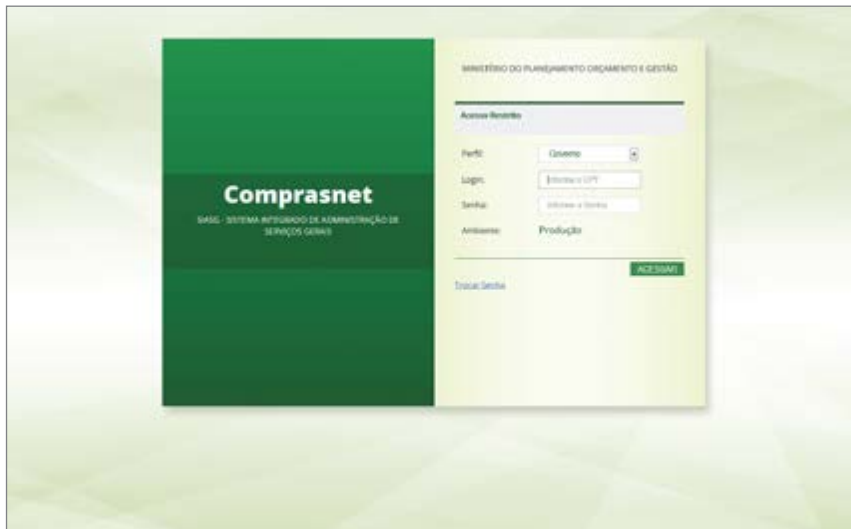 Comprasnet
SIASG - SISTEMA INTEGRADO DE ADMINISTRAÇÃO DE
SERVIÇOS GERAIS
MINISTÉRIO DO PLANEJAMENTO ORÇAMENTO E GESTÃO
Acesso Restrito
Perfil: Governo
Login: Informe o CPF
Senha: Informe a Senha
Ambiente: Produção
ACESSAR
Trocar Senha